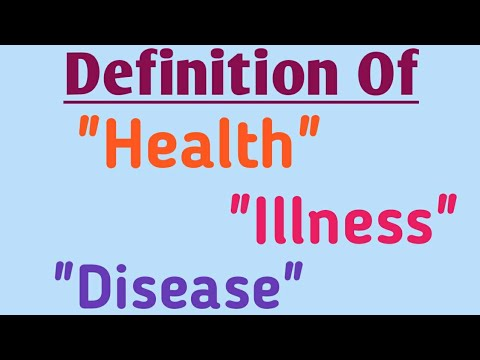 Definition Of
"Health"
"Illness"
"Disease"